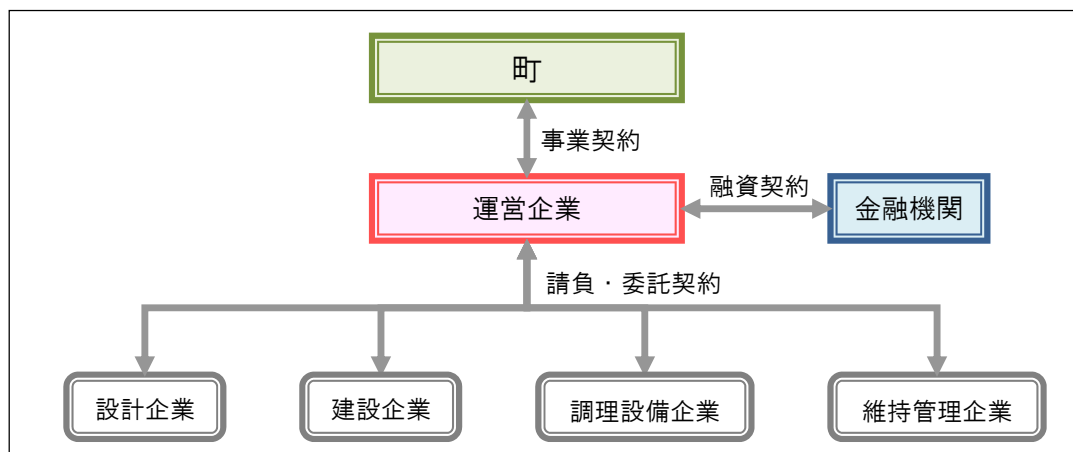 町
事業契約
運営企業
融資契約
金融機関
請負・委託契約
設計企業
建設企業
調理設備企業
維持管理企業